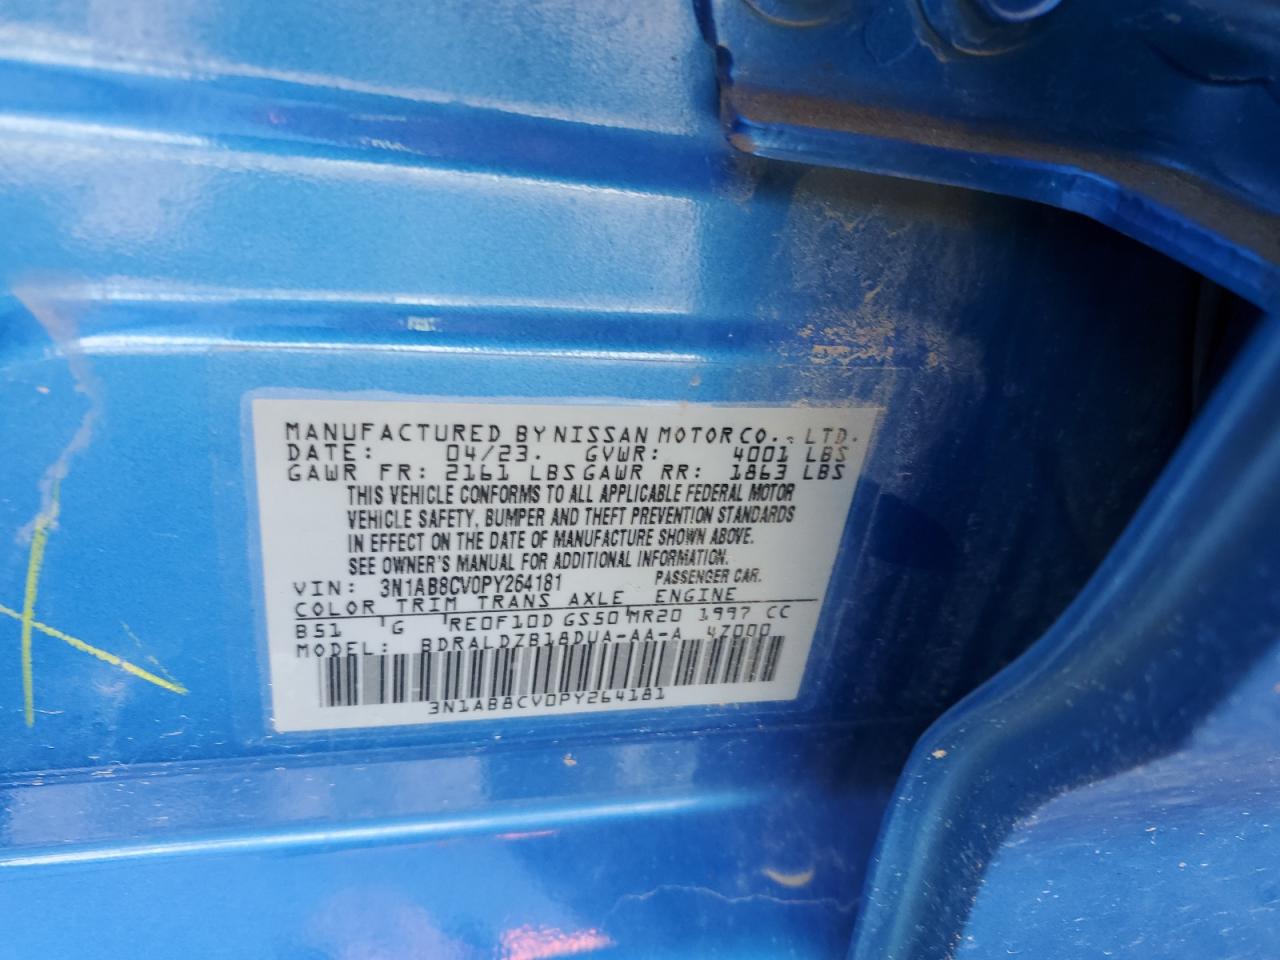 MANUFACTURED BY NISSAN MOTOR CO., LTD.
DATE: 04/23. GVWR: 4001 LBS
GAWR FR: 2161 LBS GAWR RR: 1863 LBS
THIS VEHICLE CONFORMS TO ALL APPLICABLE FEDERAL MOTOR
VEHICLE SAFETY, BUMPER AND THEFT PREVENTION STANDARDS
IN EFFECT ON THE DATE OF MANUFACTURE SHOWN ABOVE.
SEE OWNER'S MANUAL FOR ADDITIONAL INFORMATION.
VIN: 3N1AB8CV0PY264181 PASSENGER CAR.
COLOR TRIM TRANS AXLE ENGINE
B51 G RE0F10D GS50 MR20 1997 CC
MODEL: BDRALDZB18DUA-AA-A 47000
3N1AB8CV0PY264181